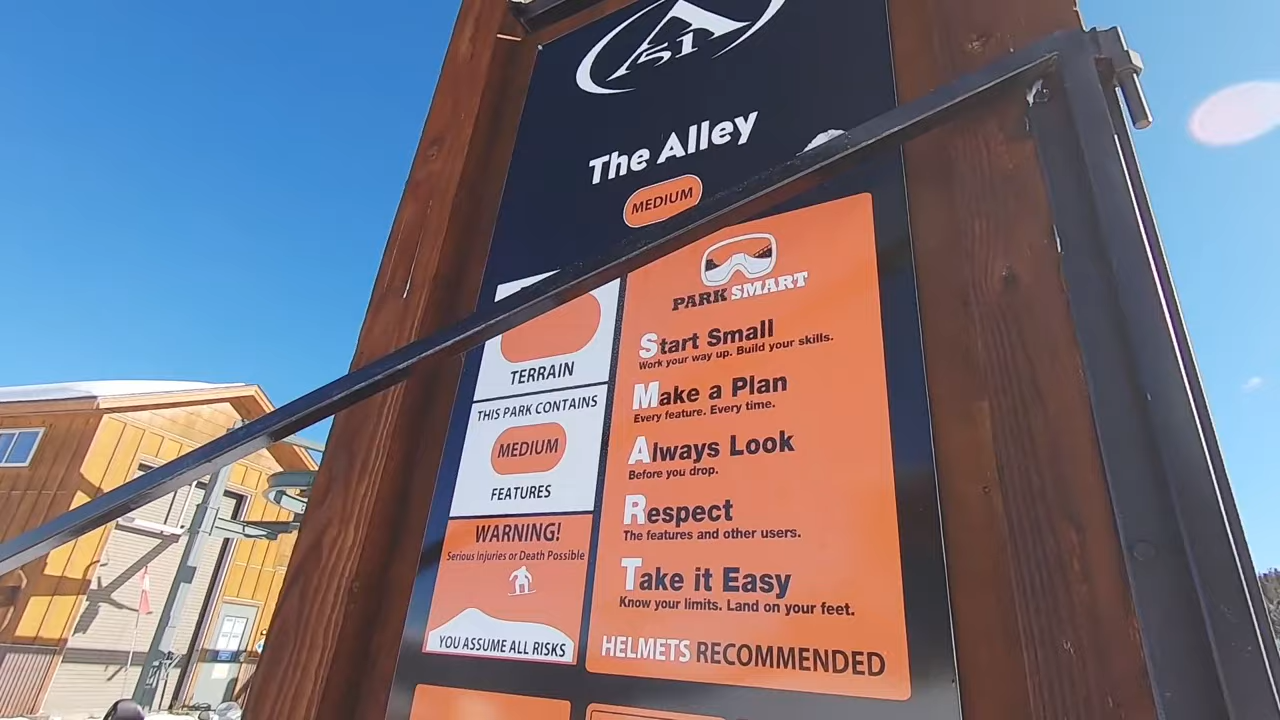 A
51
The Alley
MEDIUM
TERRAIN
THIS PARK CONTAINS
MEDIUM
FEATURES
WARNING!
Serious Injuries or Death Possible
YOU ASSUME ALL RISKS
PARK SMART
Start Small
Work your way up. Build your skills.
Make a Plan
Every feature. Every time.
Always Look
Before you drop.
Respect
The features and other users.
Take it Easy
Know your limits. Land on your feet.
HELMETS RECOMMENDED